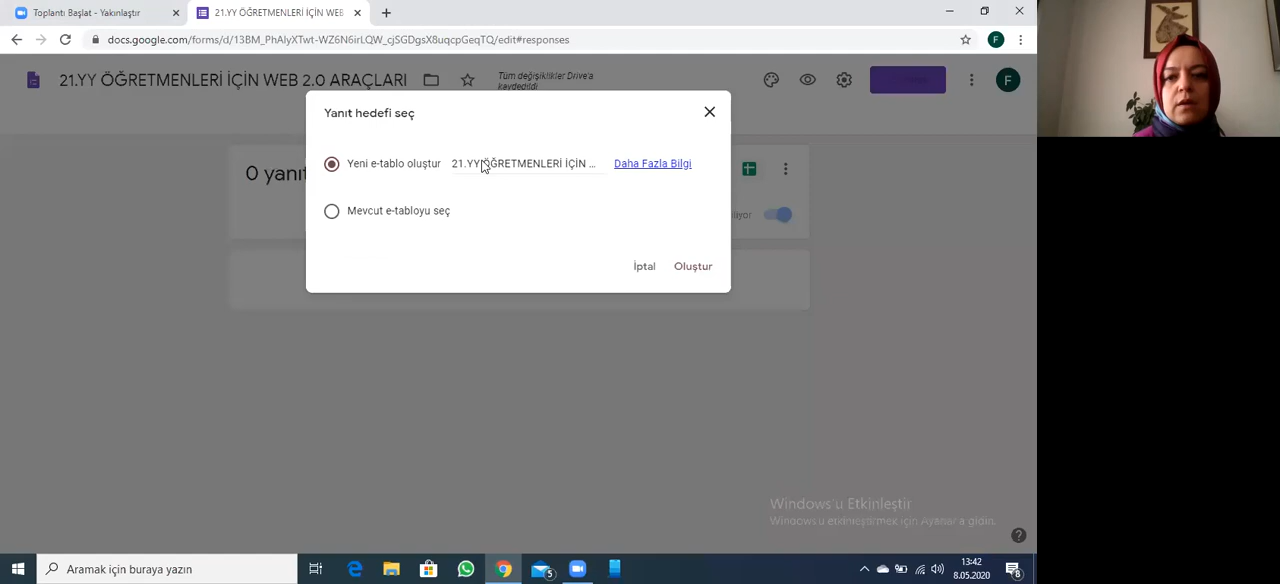 Toplantı Başlat - Yakınlaştır
21.YY ÖĞRETMENLERİ İÇİN WEB
docs.google.com/forms/d/13BM_PhAlyXTwt-WZ6N6irLQW_cjSGDgsX8uqcpGeqTQ/edit#responses
F
21.YY ÖĞRETMENLERİ İÇİN WEB 2.0 ARAÇLARI
Tüm değişiklikler Drive'a
kaydedildi
F
Yanıt hedefi seç
0 yanıt
Yeni e-tablo oluştur
21.YY ÖĞRETMENLERİ İÇİN ...
Daha Fazla Bilgi
Mevcut e-tabloyu seç
İptal
Oluştur
Windows'u Etkinleştir
Windows'u etkinleştirmek için Ayarlar'a gidin.
Aramak için buraya yazın
5
13:42
8.05.2020
8